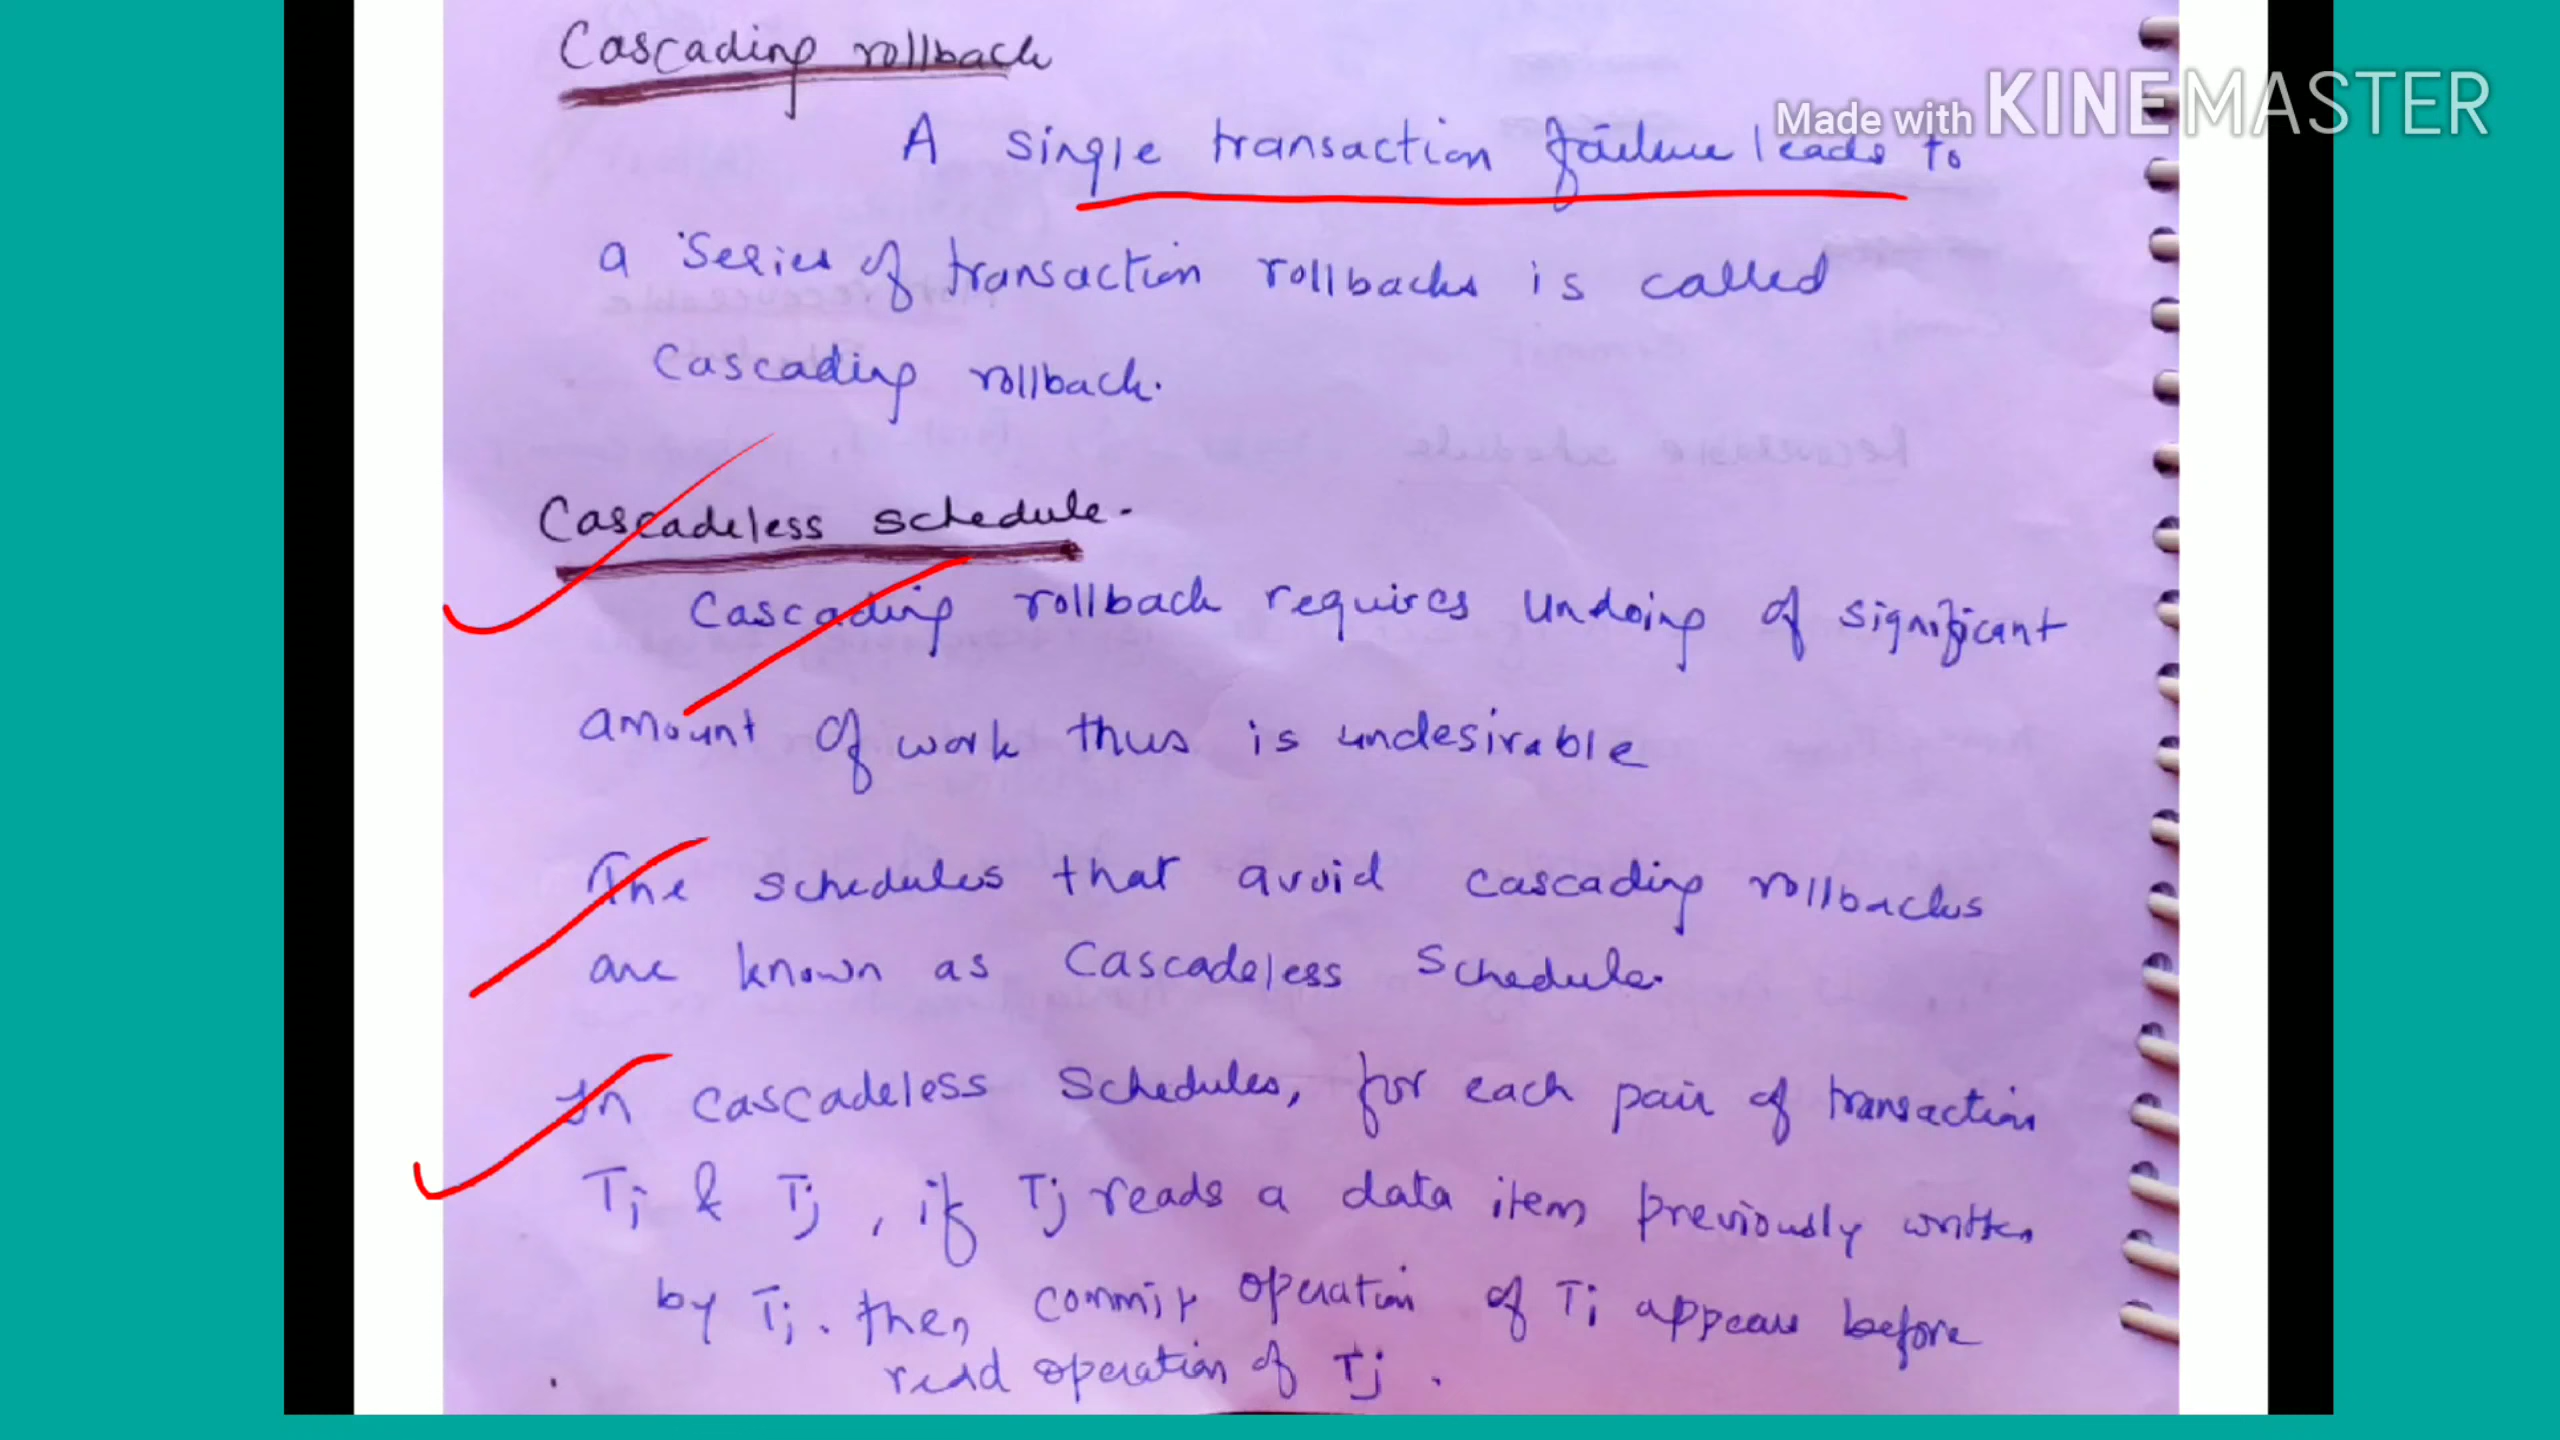 Cascading rollback
Made with KINEMASTER
A single transaction failure leads to
a series of transaction rollbacks is called
Cascading rollback.
Cascadeless schedule.
Cascading rollback requires undoing of significant
amount of work thus is undesirable
The schedules that avoid cascading rollbacks
are known as Cascadeless Schedule.
In cascadeless schedules, for each pair of transaction
Ti & Tj, if Tj reads a data item previously written
by Ti. then commit operation of Ti appears before
read operation of Tj.